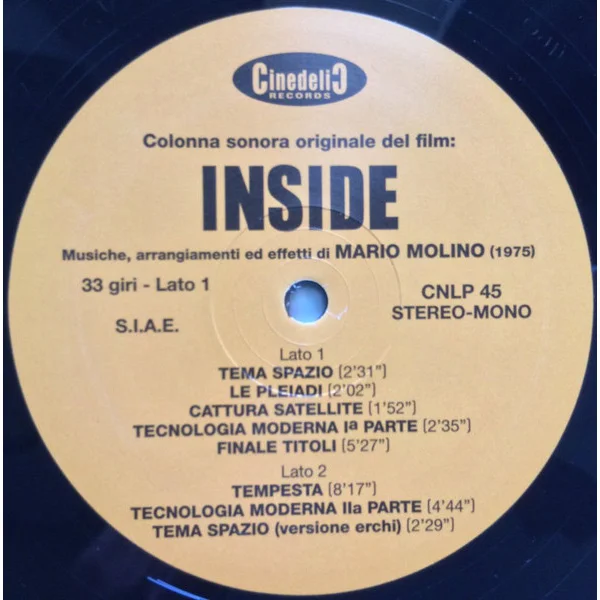 CinedeliC
RECORDS
Colonna sonora originale del film:
INSIDE
Musiche, arrangiamenti ed effetti di MARIO MOLINO (1975)
33 giri - Lato 1
CNLP 45
STEREO-MONO
S.I.A.E.
Lato 1
TEMA SPAZIO (2'31”)
LE PLEIADI (2'02”)
CATTURA SATELLITE (1'52”)
TECNOLOGIA MODERNA Iª PARTE (2'35”)
FINALE TITOLI (5'27”)
Lato 2
TEMPESTA (8'17”)
TECNOLOGIA MODERNA IIa PARTE (4'44”)
TEMA SPAZIO (versione erchi) (2'29”)